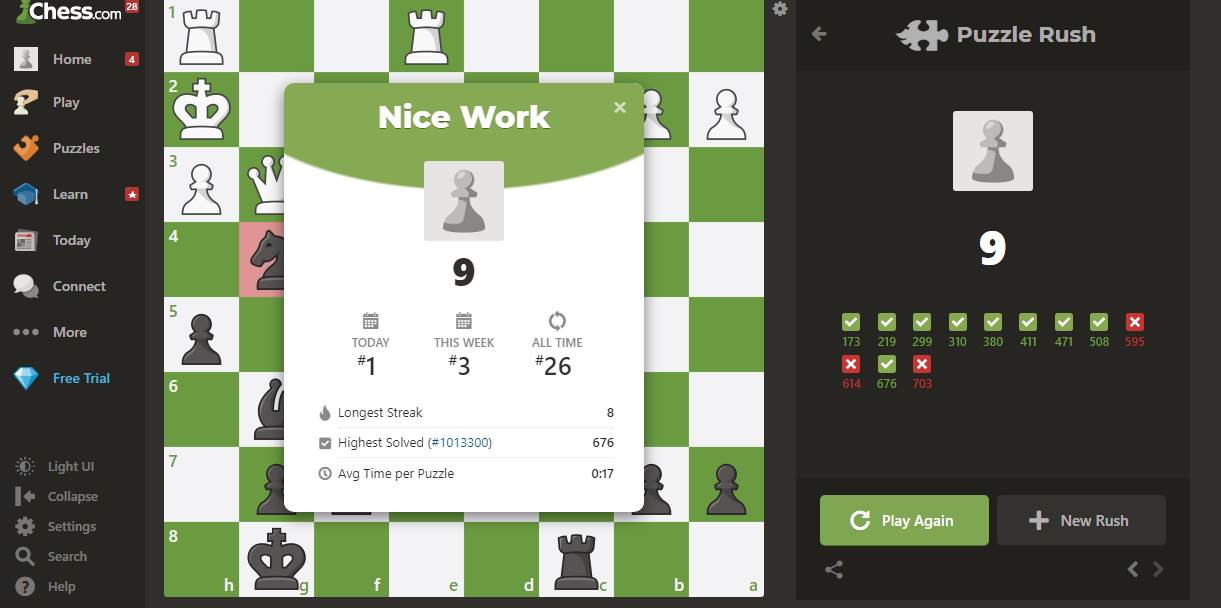 Chess.com 28
Home 4
Play
Puzzles
Learn
Today
Connect
More
Free Trial
Light UI
Collapse
Settings
Search
Help
1
2
3
4
5
6
7
8
h g f e d c b a
Nice Work
9
TODAY THIS WEEK ALL TIME
#1 #3 #26
Longest Streak 8
Highest Solved (#1013300) 676
Avg Time per Puzzle 0:17
Puzzle Rush
9
173 219 299 310 380 411 471 508 595
614 676 703
Play Again New Rush